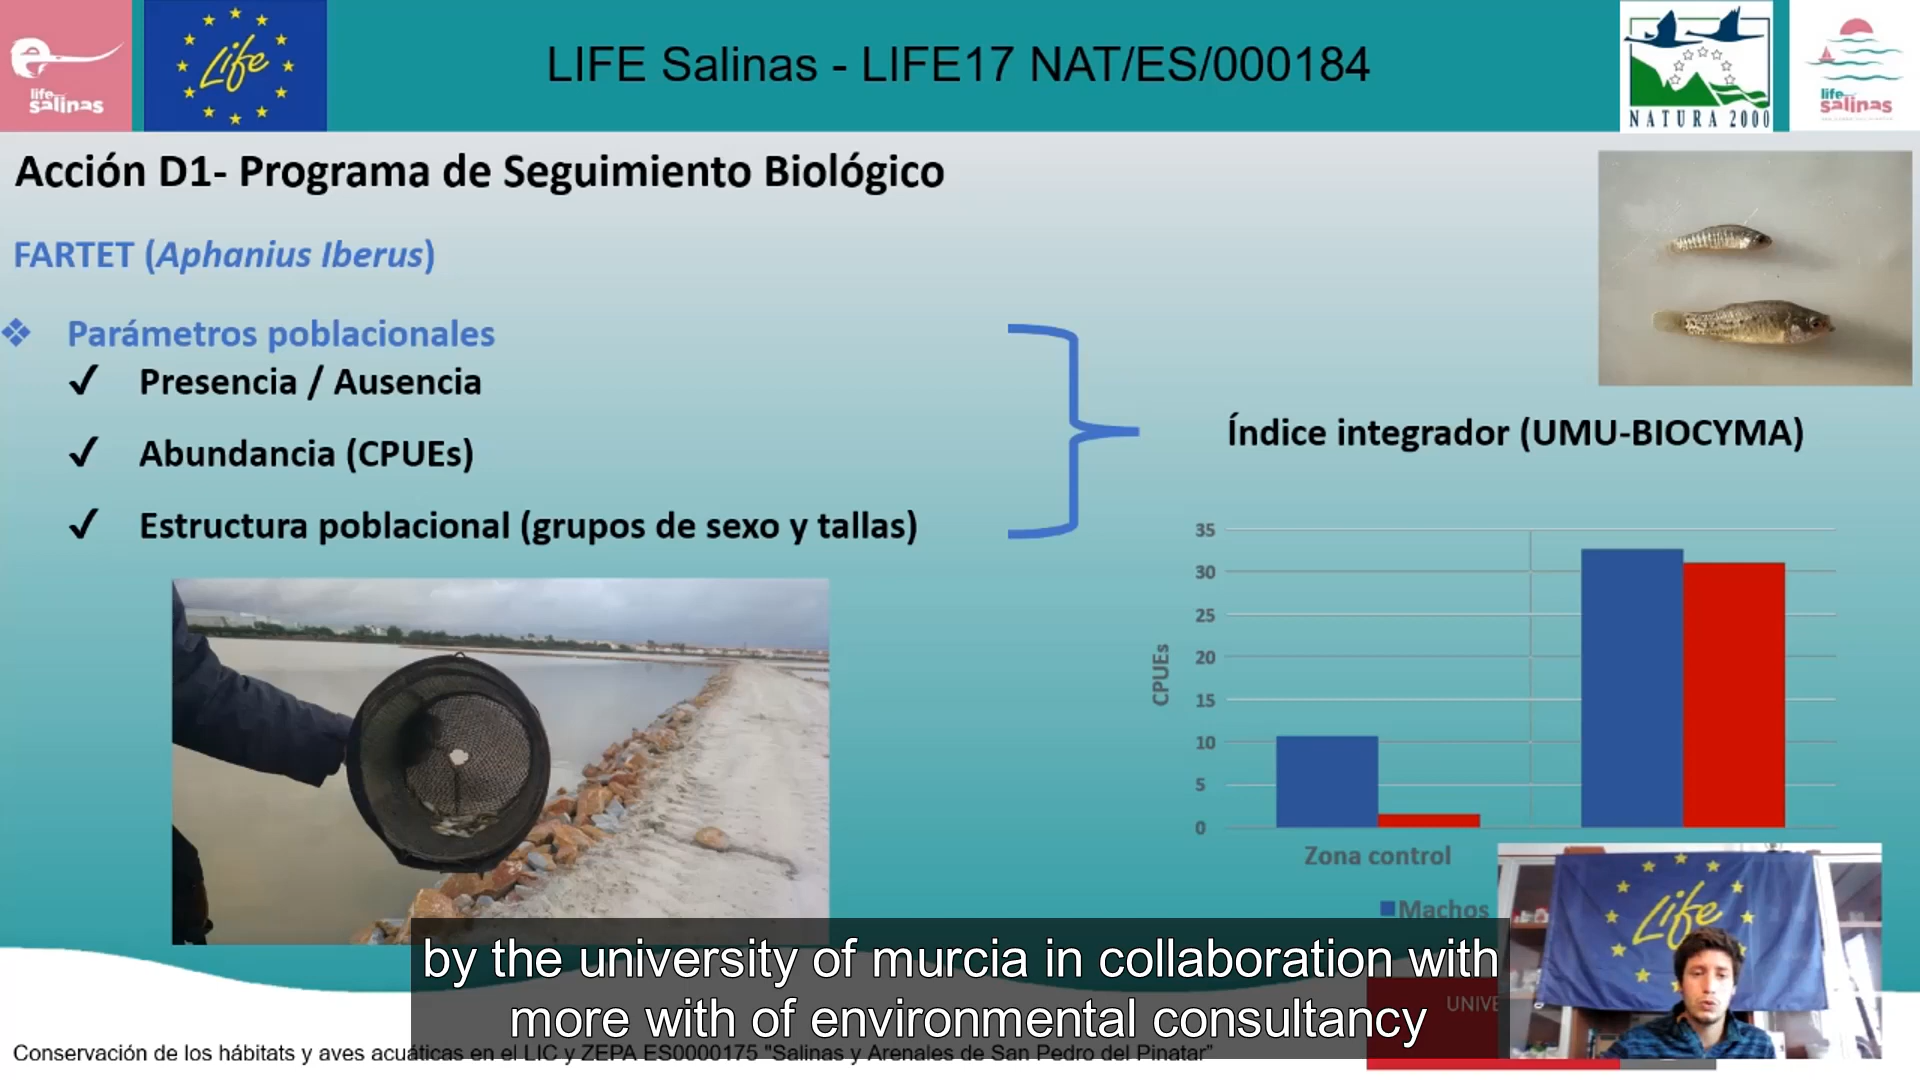 LIFE Salinas - LIFE17 NAT/ES/000184
life
salinas
Life
NATURA 2000
life
salinas
Acción D1- Programa de Seguimiento Biológico
FARTET (Aphanius Iberus)
Parámetros poblacionales
Presencia / Ausencia
Abundancia (CPUEs)
Estructura poblacional (grupos de sexo y tallas)
Índice integrador (UMU-BIOCYMA)
35
30
25
20
15
10
5
0
CPUEs
Zona control
Machos
Life
by the university of murcia in collaboration with
more with of environmental consultancy
Conservación de los hábitats y aves acuáticas en el LIC y ZEPA ES0000175 "Salinas y Arenales de San Pedro del Pinatar”